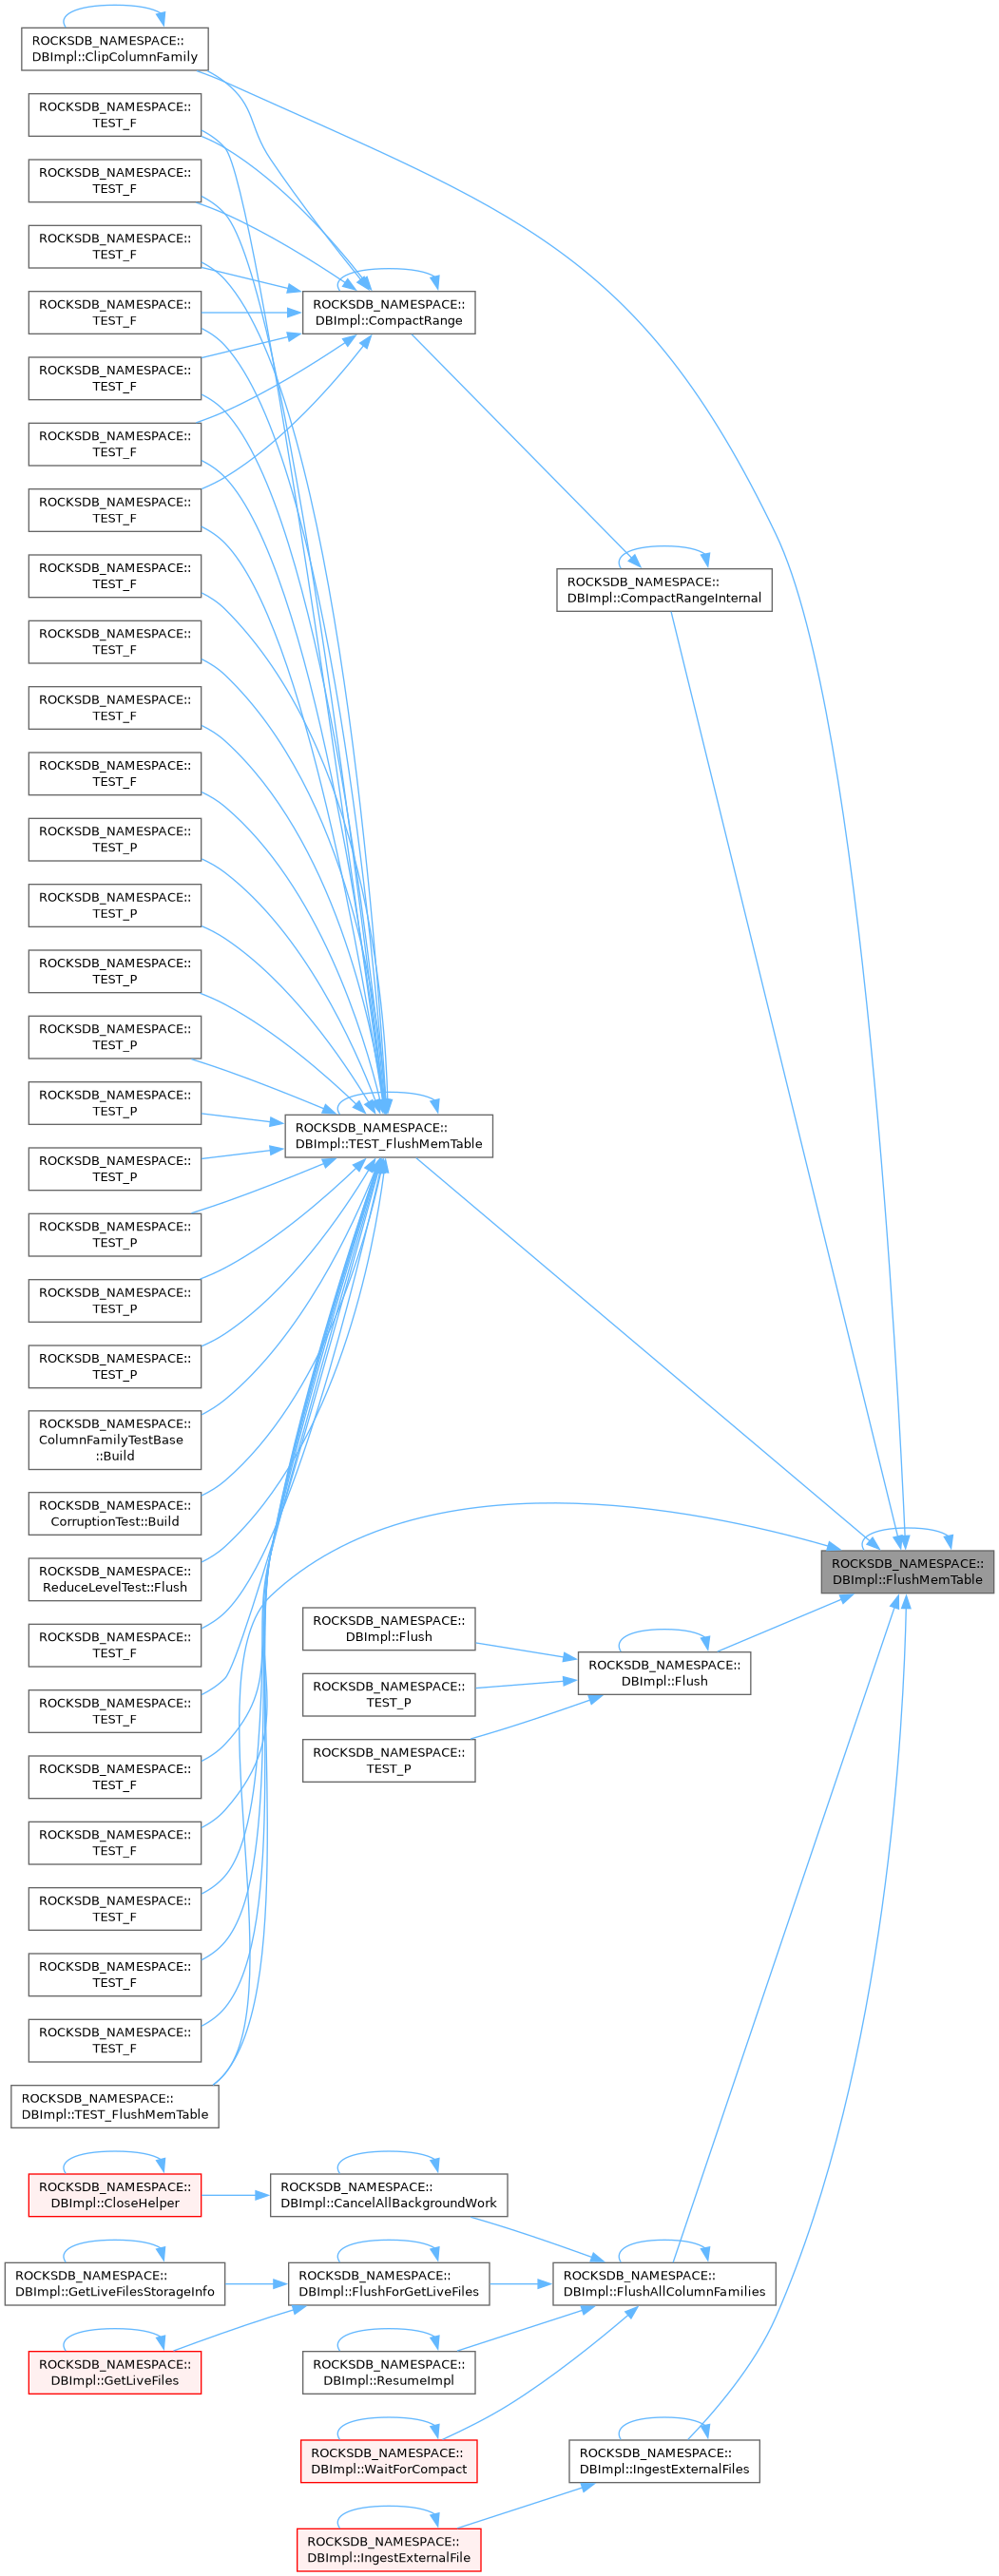 ROCKSDB_NAMESPACE::
DBImpl::ClipColumnFamily
ROCKSDB_NAMESPACE::
TEST_F
ROCKSDB_NAMESPACE::
TEST_F
ROCKSDB_NAMESPACE::
TEST_F
ROCKSDB_NAMESPACE::
TEST_F
ROCKSDB_NAMESPACE::
TEST_F
ROCKSDB_NAMESPACE::
TEST_F
ROCKSDB_NAMESPACE::
TEST_F
ROCKSDB_NAMESPACE::
TEST_F
ROCKSDB_NAMESPACE::
TEST_F
ROCKSDB_NAMESPACE::
TEST_F
ROCKSDB_NAMESPACE::
TEST_F
ROCKSDB_NAMESPACE::
TEST_P
ROCKSDB_NAMESPACE::
TEST_P
ROCKSDB_NAMESPACE::
TEST_P
ROCKSDB_NAMESPACE::
TEST_P
ROCKSDB_NAMESPACE::
TEST_P
ROCKSDB_NAMESPACE::
TEST_P
ROCKSDB_NAMESPACE::
TEST_P
ROCKSDB_NAMESPACE::
TEST_P
ROCKSDB_NAMESPACE::
TEST_P
ROCKSDB_NAMESPACE::
ColumnFamilyTestBase
::Build
ROCKSDB_NAMESPACE::
CorruptionTest::Build
ROCKSDB_NAMESPACE::
ReduceLevelTest::Flush
ROCKSDB_NAMESPACE::
TEST_F
ROCKSDB_NAMESPACE::
TEST_F
ROCKSDB_NAMESPACE::
TEST_F
ROCKSDB_NAMESPACE::
TEST_F
ROCKSDB_NAMESPACE::
TEST_F
ROCKSDB_NAMESPACE::
TEST_F
ROCKSDB_NAMESPACE::
TEST_F
ROCKSDB_NAMESPACE::
DBImpl::TEST_FlushMemTable
ROCKSDB_NAMESPACE::
DBImpl::CloseHelper
ROCKSDB_NAMESPACE::
DBImpl::GetLiveFilesStorageInfo
ROCKSDB_NAMESPACE::
DBImpl::GetLiveFiles
ROCKSDB_NAMESPACE::
DBImpl::CompactRange
ROCKSDB_NAMESPACE::
DBImpl::TEST_FlushMemTable
ROCKSDB_NAMESPACE::
DBImpl::Flush
ROCKSDB_NAMESPACE::
TEST_P
ROCKSDB_NAMESPACE::
TEST_P
ROCKSDB_NAMESPACE::
DBImpl::CancelAllBackgroundWork
ROCKSDB_NAMESPACE::
DBImpl::FlushForGetLiveFiles
ROCKSDB_NAMESPACE::
DBImpl::ResumeImpl
ROCKSDB_NAMESPACE::
DBImpl::WaitForCompact
ROCKSDB_NAMESPACE::
DBImpl::IngestExternalFile
ROCKSDB_NAMESPACE::
DBImpl::CompactRangeInternal
ROCKSDB_NAMESPACE::
DBImpl::Flush
ROCKSDB_NAMESPACE::
DBImpl::FlushAllColumnFamilies
ROCKSDB_NAMESPACE::
DBImpl::IngestExternalFiles
ROCKSDB_NAMESPACE::
DBImpl::FlushMemTable